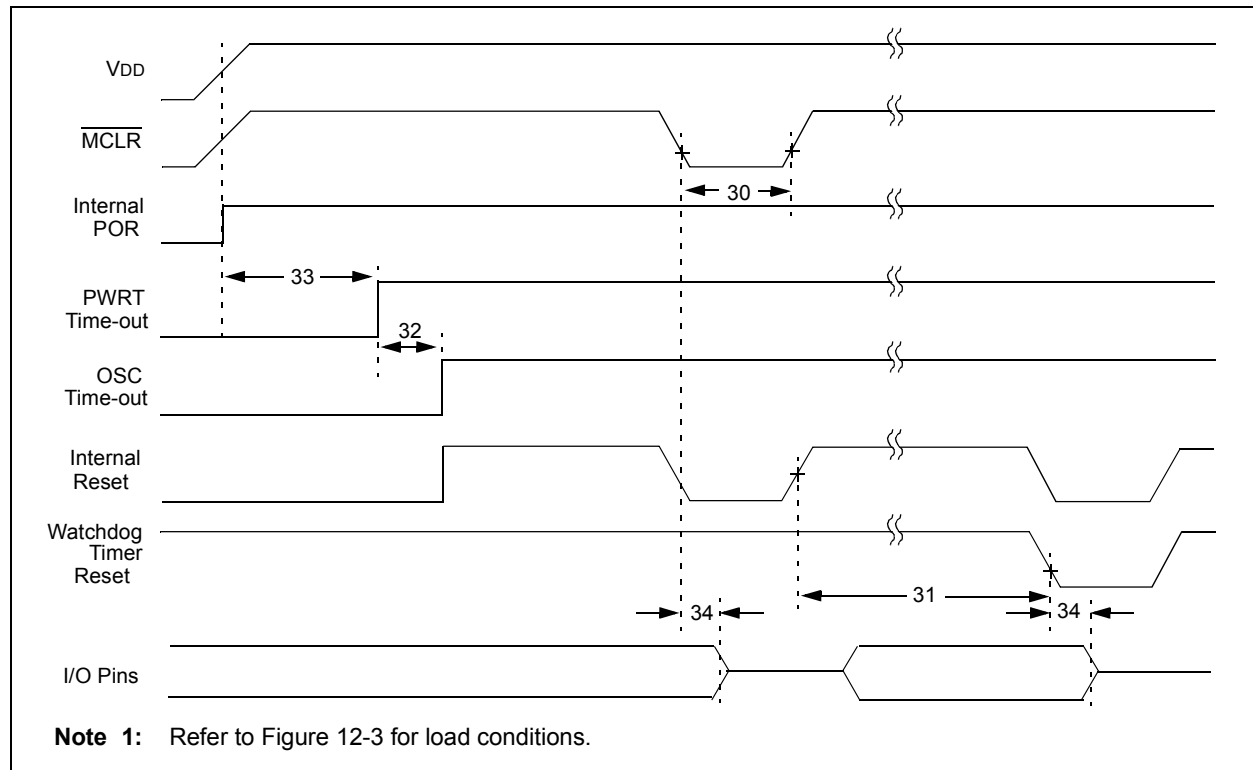 VDD
MCLR
30
Internal
POR
33
PWRT
Time-out
32
OSC
Time-out
Internal
Reset
Watchdog
Timer
Reset
31
34
34
I/O Pins
Note 1: Refer to Figure 12-3 for load conditions.